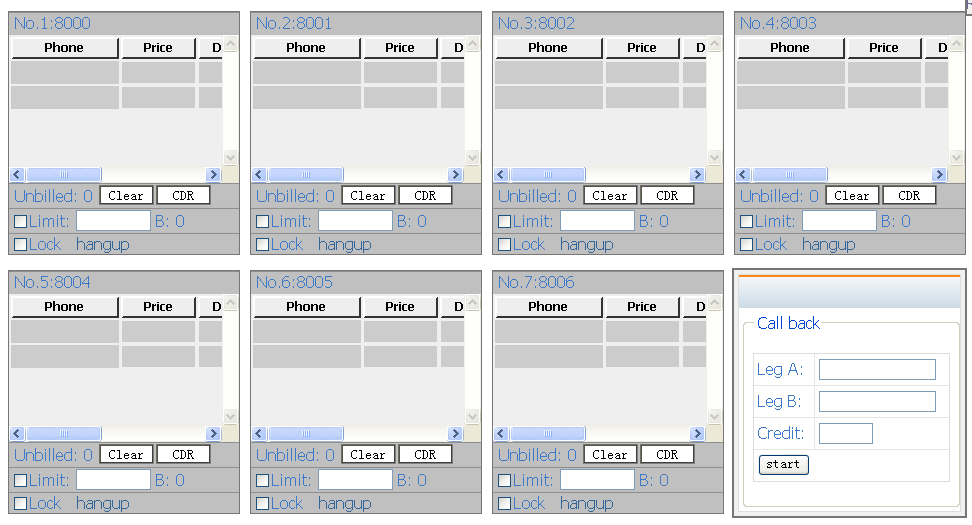 No.1:8000
Phone Price D
Unbilled: 0 Clear CDR
Limit: B: 0
Lock hangup
No.2:8001
Phone Price D
Unbilled: 0 Clear CDR
Limit: B: 0
Lock hangup
No.3:8002
Phone Price D
Unbilled: 0 Clear CDR
Limit: B: 0
Lock hangup
No.4:8003
Phone Price D
Unbilled: 0 Clear CDR
Limit: B: 0
Lock hangup
No.5:8004
Phone Price D
Unbilled: 0 Clear CDR
Limit: B: 0
Lock hangup
No.6:8005
Phone Price D
Unbilled: 0 Clear CDR
Limit: B: 0
Lock hangup
No.7:8006
Phone Price D
Unbilled: 0 Clear CDR
Limit: B: 0
Lock hangup
Call back
Leg A:
Leg B:
Credit:
start